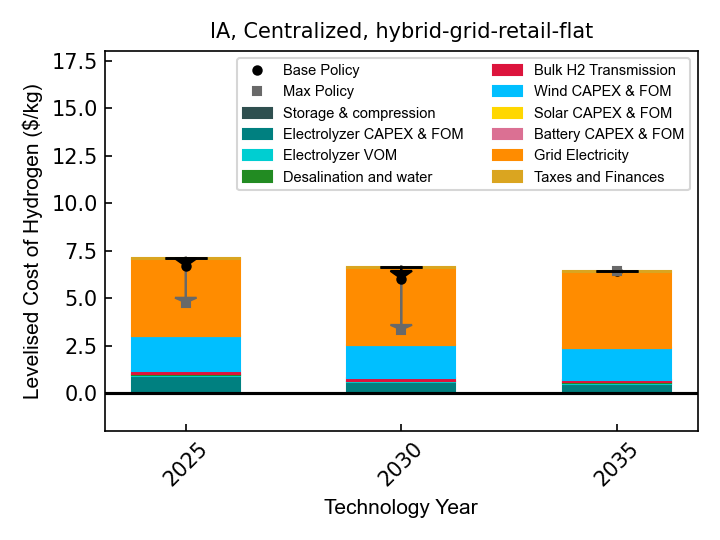 IA, Centralized, hybrid-grid-retail-flat
Levelised Cost of Hydrogen ($/kg)
17.5
15.0
12.5
10.0
7.5
5.0
2.5
0.0
Base Policy
Max Policy
Storage & compression
Electrolyzer CAPEX & FOM
Electrolyzer VOM
Desalination and water
Bulk H2 Transmission
Wind CAPEX & FOM
Solar CAPEX & FOM
Battery CAPEX & FOM
Grid Electricity
Taxes and Finances
2025
2030
2035
Technology Year